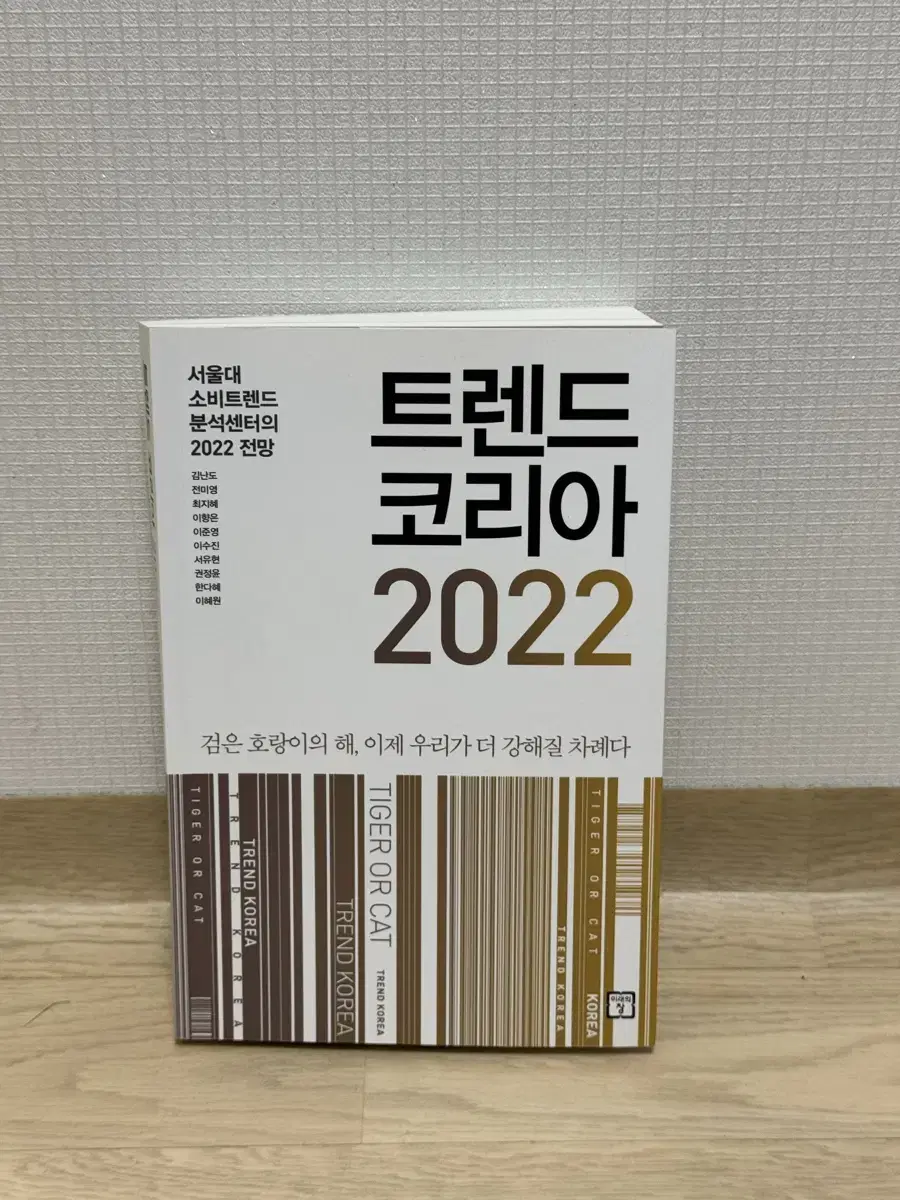 서울대
소비트렌드
분석센터의
2022 전망
김난도
전미영
최지혜
이향은
이준영
이수진
서유현
권정윤
한다혜
이혜원
트렌드
코리아
2022
검은 호랑이의 해, 이제 우리가 더 강해질 차례다
TIGER OR CAT
TREND KOREA
TREND KOREA
TREND KOREA
TIGER OR CAT
TREND KOREA
TREND KOREA
TIGER OR CAT
KOREA
미래의
창